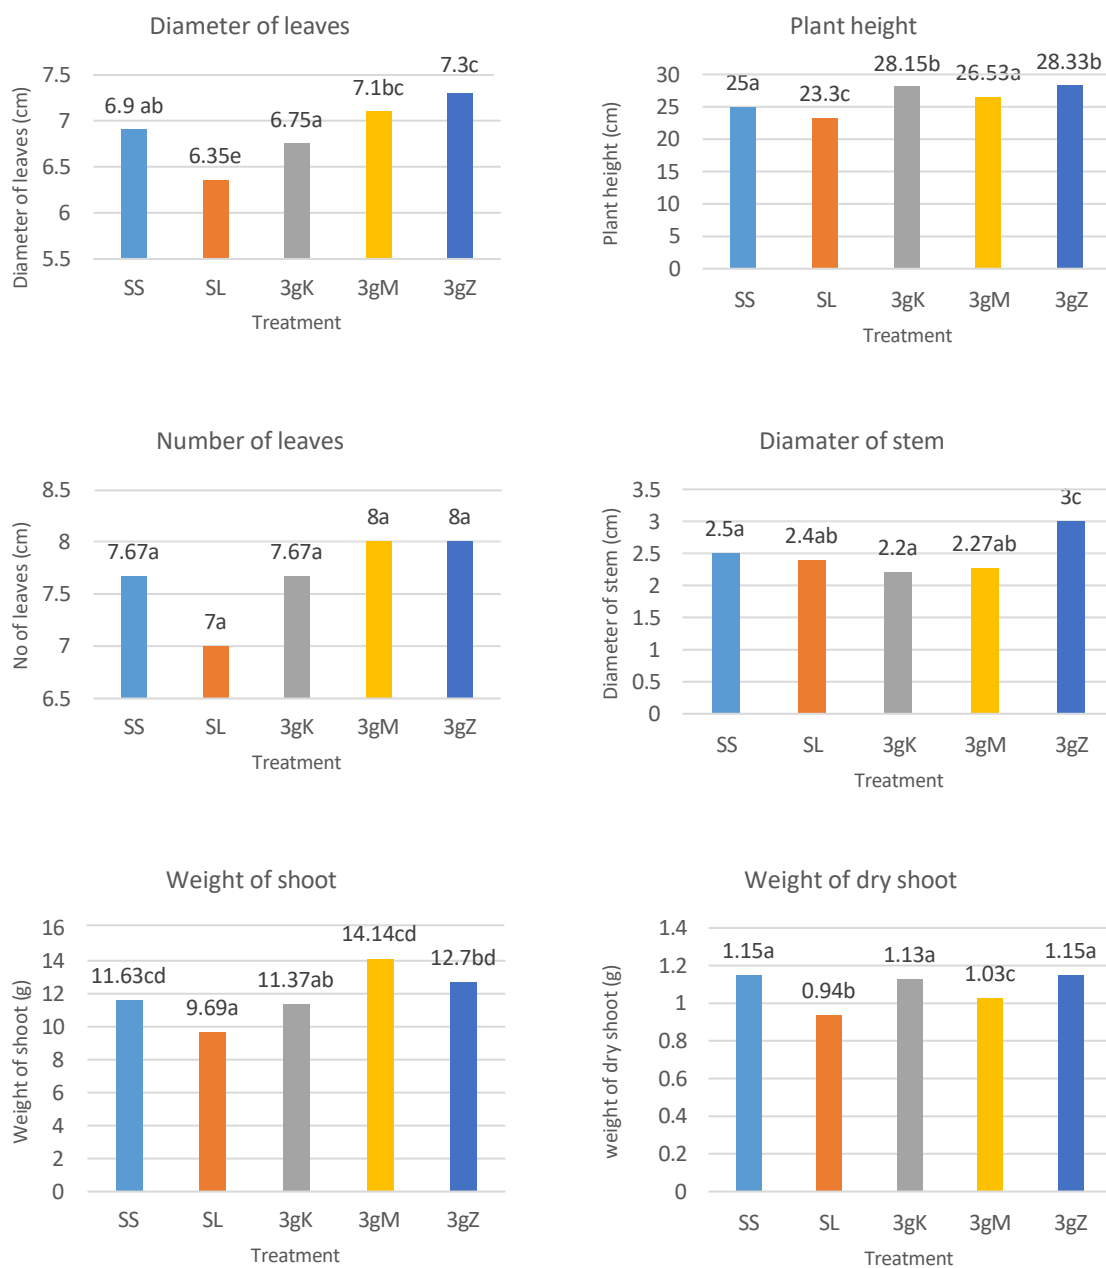 Diameter of leaves
Diameter of leaves (cm)
7.5
7
6.5
6
5.5
6.9 ab
6.35e
6.75a
7.1bc
7.3c
SS SL 3gK 3gM 3gZ
Treatment
Plant height
Plant height (cm)
30
25
20
15
10
5
0
25a
23.3c
28.15b
26.53a
28.33b
SS SL 3gK 3gM 3gZ
Treatment
Number of leaves
No of leaves (cm)
8.5
8
7.5
7
6.5
7.67a
7a
7.67a
8a
8a
SS SL 3gK 3gM 3gZ
Treatment
Diamater of stem
Diameter of stem (cm)
3.5
3
2.5
2
1.5
1
0.5
0
2.5a
2.4ab
2.2a
2.27ab
3c
SS SL 3gK 3gM 3gZ
Treatment
Weight of shoot
Weight of shoot (g)
16
14
12
10
8
6
4
2
0
11.63cd
9.69a
11.37ab
14.14cd
12.7bd
SS SL 3gK 3gM 3gZ
Treatment
Weight of dry shoot
weight of dry shoot (g)
1.4
1.2
1
0.8
0.6
0.4
0.2
0
1.15a
0.94b
1.13a
1.03c
1.15a
SS SL 3gK 3gM 3gZ
Treatment